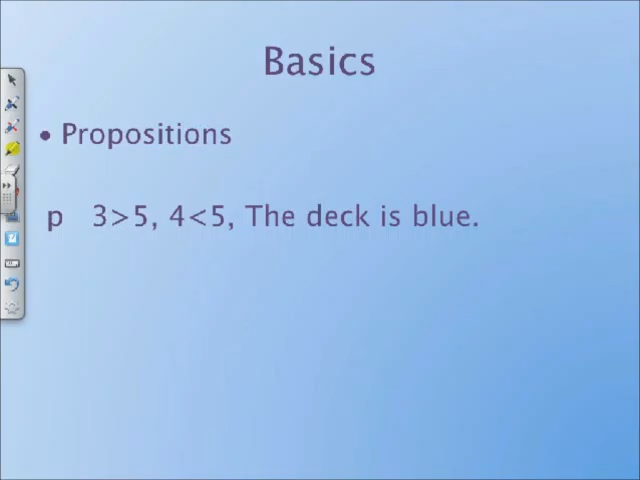 Basics
• Propositions
p 3>5, 4<5, The deck is blue.